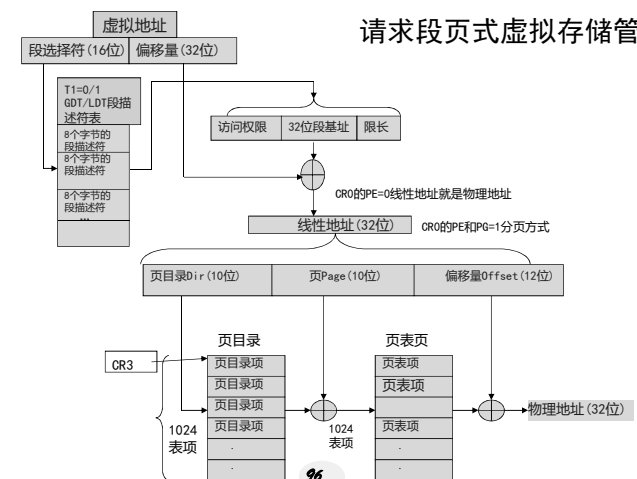 请求段页式虚拟存储管
虚拟地址
段选择符(16位) 偏移量(32位)
T1=0/1
GDT/LDT段描
述符表
8个字节的
段描述符
8个字节的
段描述符
8个字节的
段描述符
…
访问权限 32位段基址 限长
CR0的PE=0线性地址就是物理地址
线性地址(32位) CR0的PE和PG=1分页方式
页目录Dir(10位) 页Page(10位) 偏移量Offset(12位)
页目录 页表页
CR3
页目录项 页表项
页目录项 页表项
页目录项
物理地址(32位)
页目录项 页表项
1024
表项
1024
表项
. .
. .
96